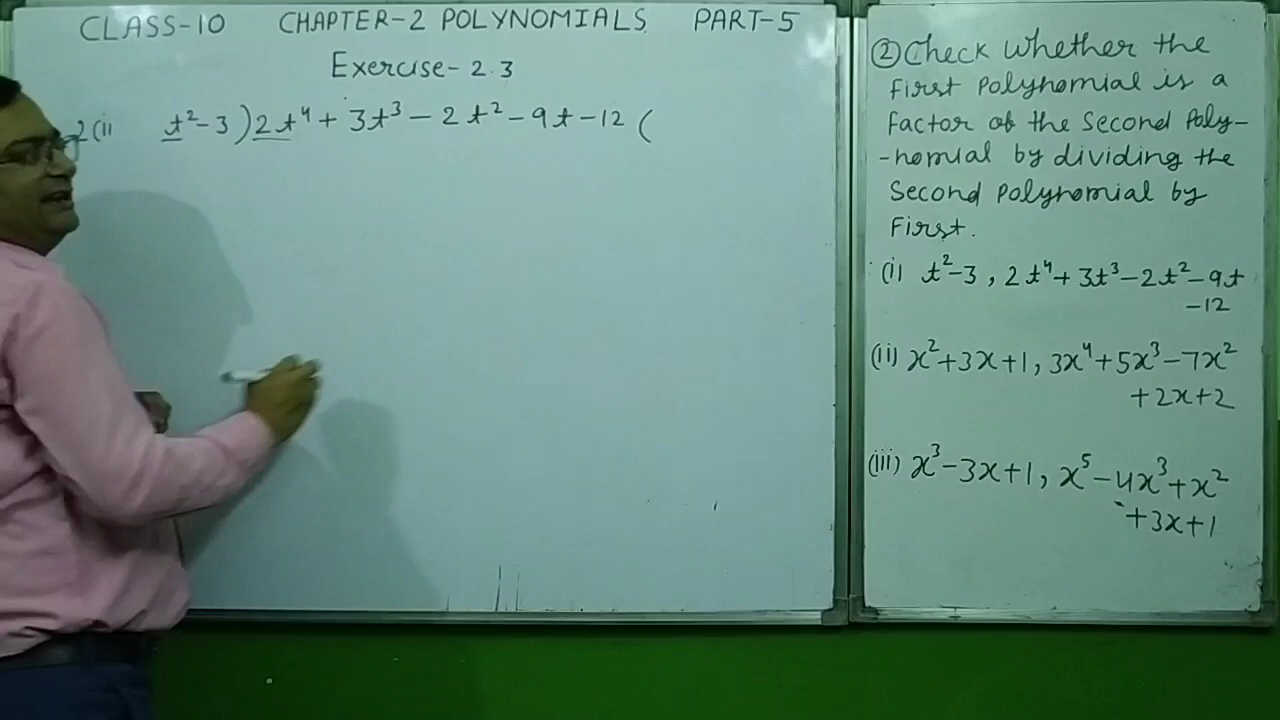 CLASS-10 CHAPTER-2 POLYNOMIALS PART-5
Exercise-2.3
2(i) t²-3)2t⁴+3t³-2t²-9t-12(
②Check Whether the
First Polynomial is a
Factor of the Second Poly-
-nomial by dividing the
Second Polynomial by
First.
(i) t²-3, 2t⁴+3t³-2t²-9t
-12
(ii) x²+3x+1, 3x⁴+5x³-7x²
+2x+2
(iii) x³-3x+1, x⁵-4x³+x²
+3x+1